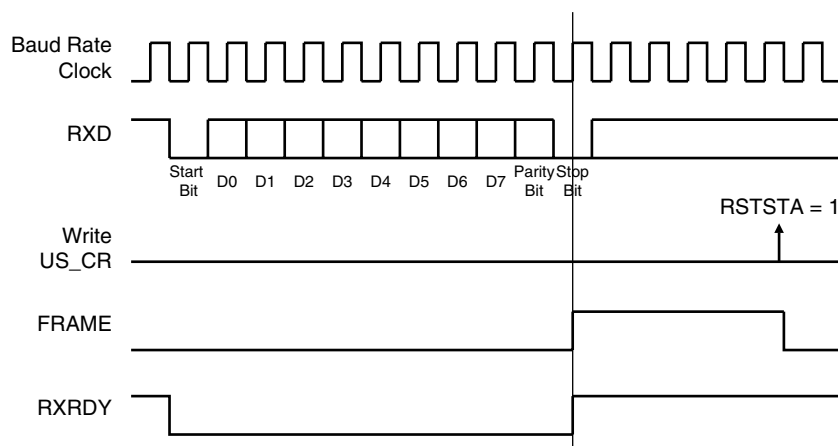 Baud Rate
Clock
RXD
Start
Bit
D0 D1 D2 D3 D4 D5 D6 D7
Parity
Bit
Stop
Bit
RSTSTA = 1
Write
US_CR
FRAME
RXRDY